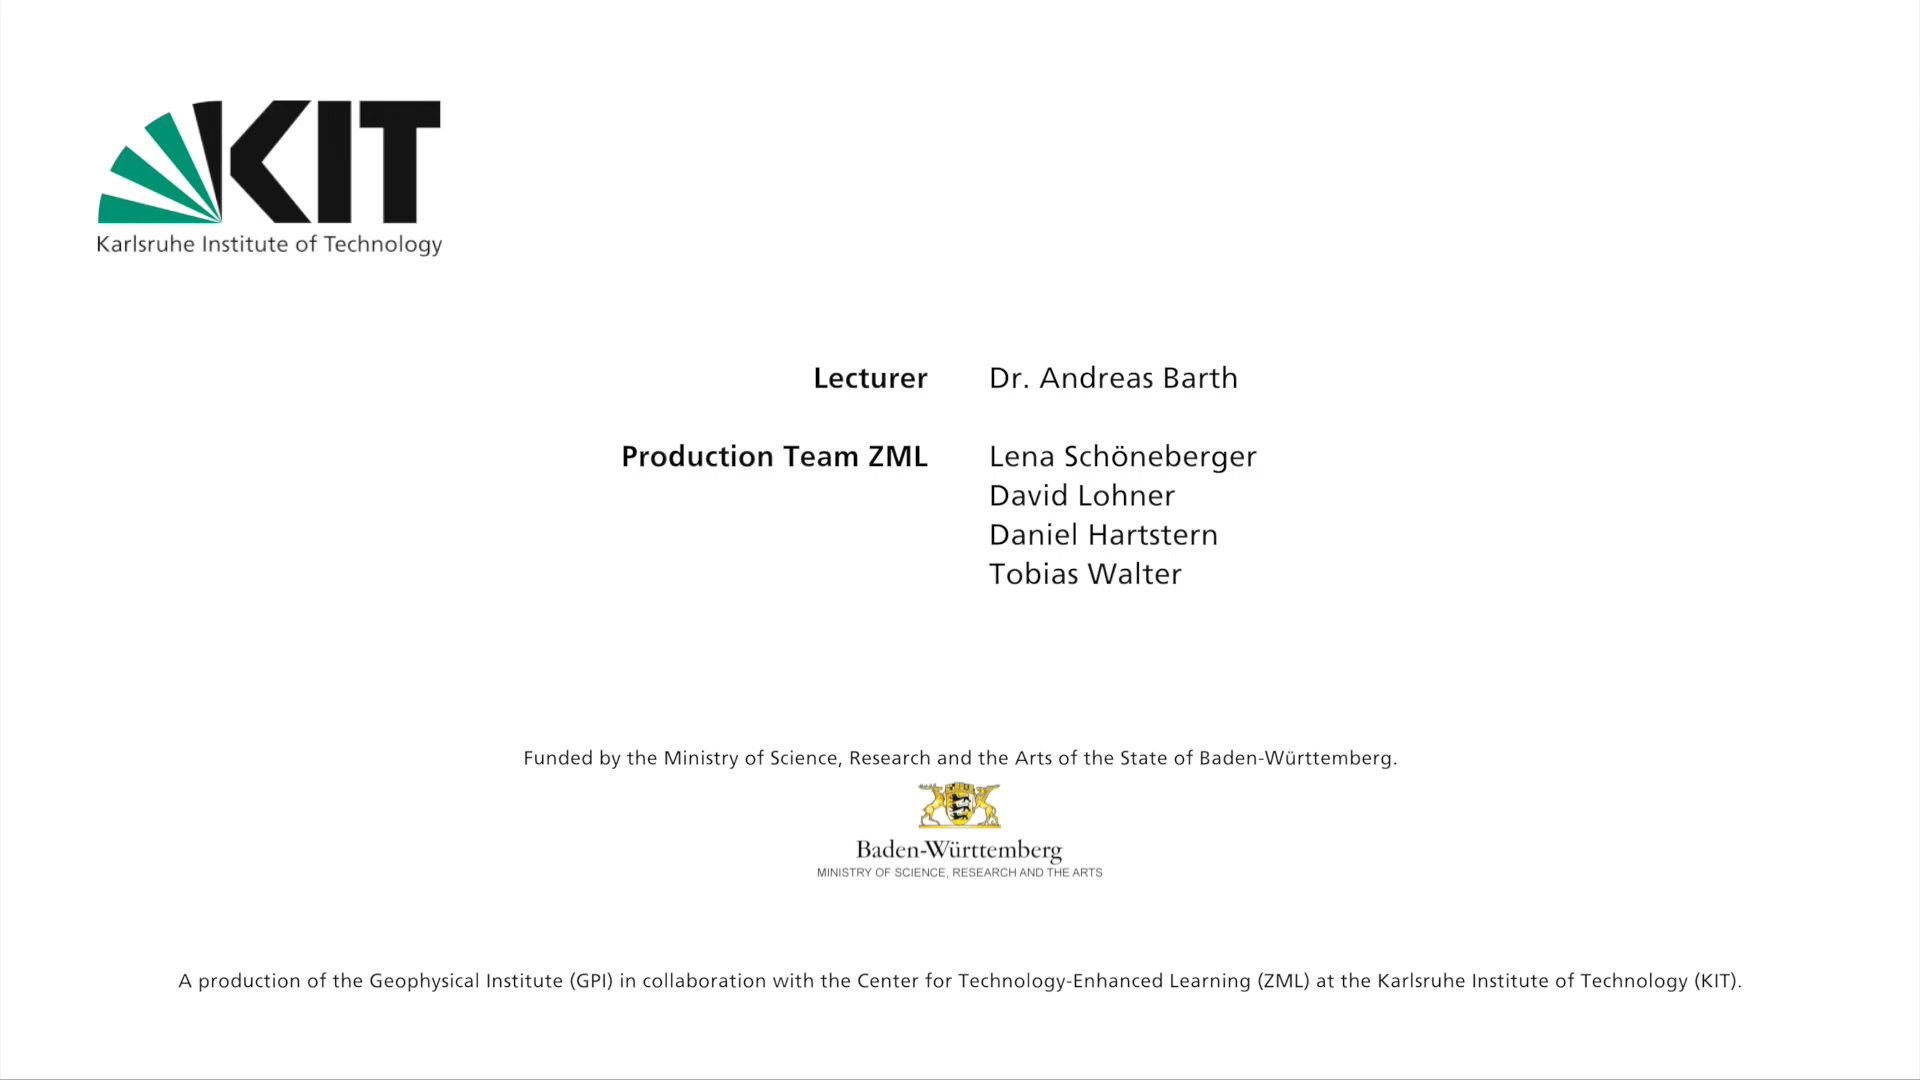 KIT
Karlsruhe Institute of Technology
Lecturer Dr. Andreas Barth
Production Team ZML Lena Schöneberger
David Lohner
Daniel Hartstern
Tobias Walter
Funded by the Ministry of Science, Research and the Arts of the State of Baden-Württemberg.
Baden-Württemberg
MINISTRY OF SCIENCE, RESEARCH AND THE ARTS
A production of the Geophysical Institute (GPI) in collaboration with the Center for Technology-Enhanced Learning (ZML) at the Karlsruhe Institute of Technology (KIT).